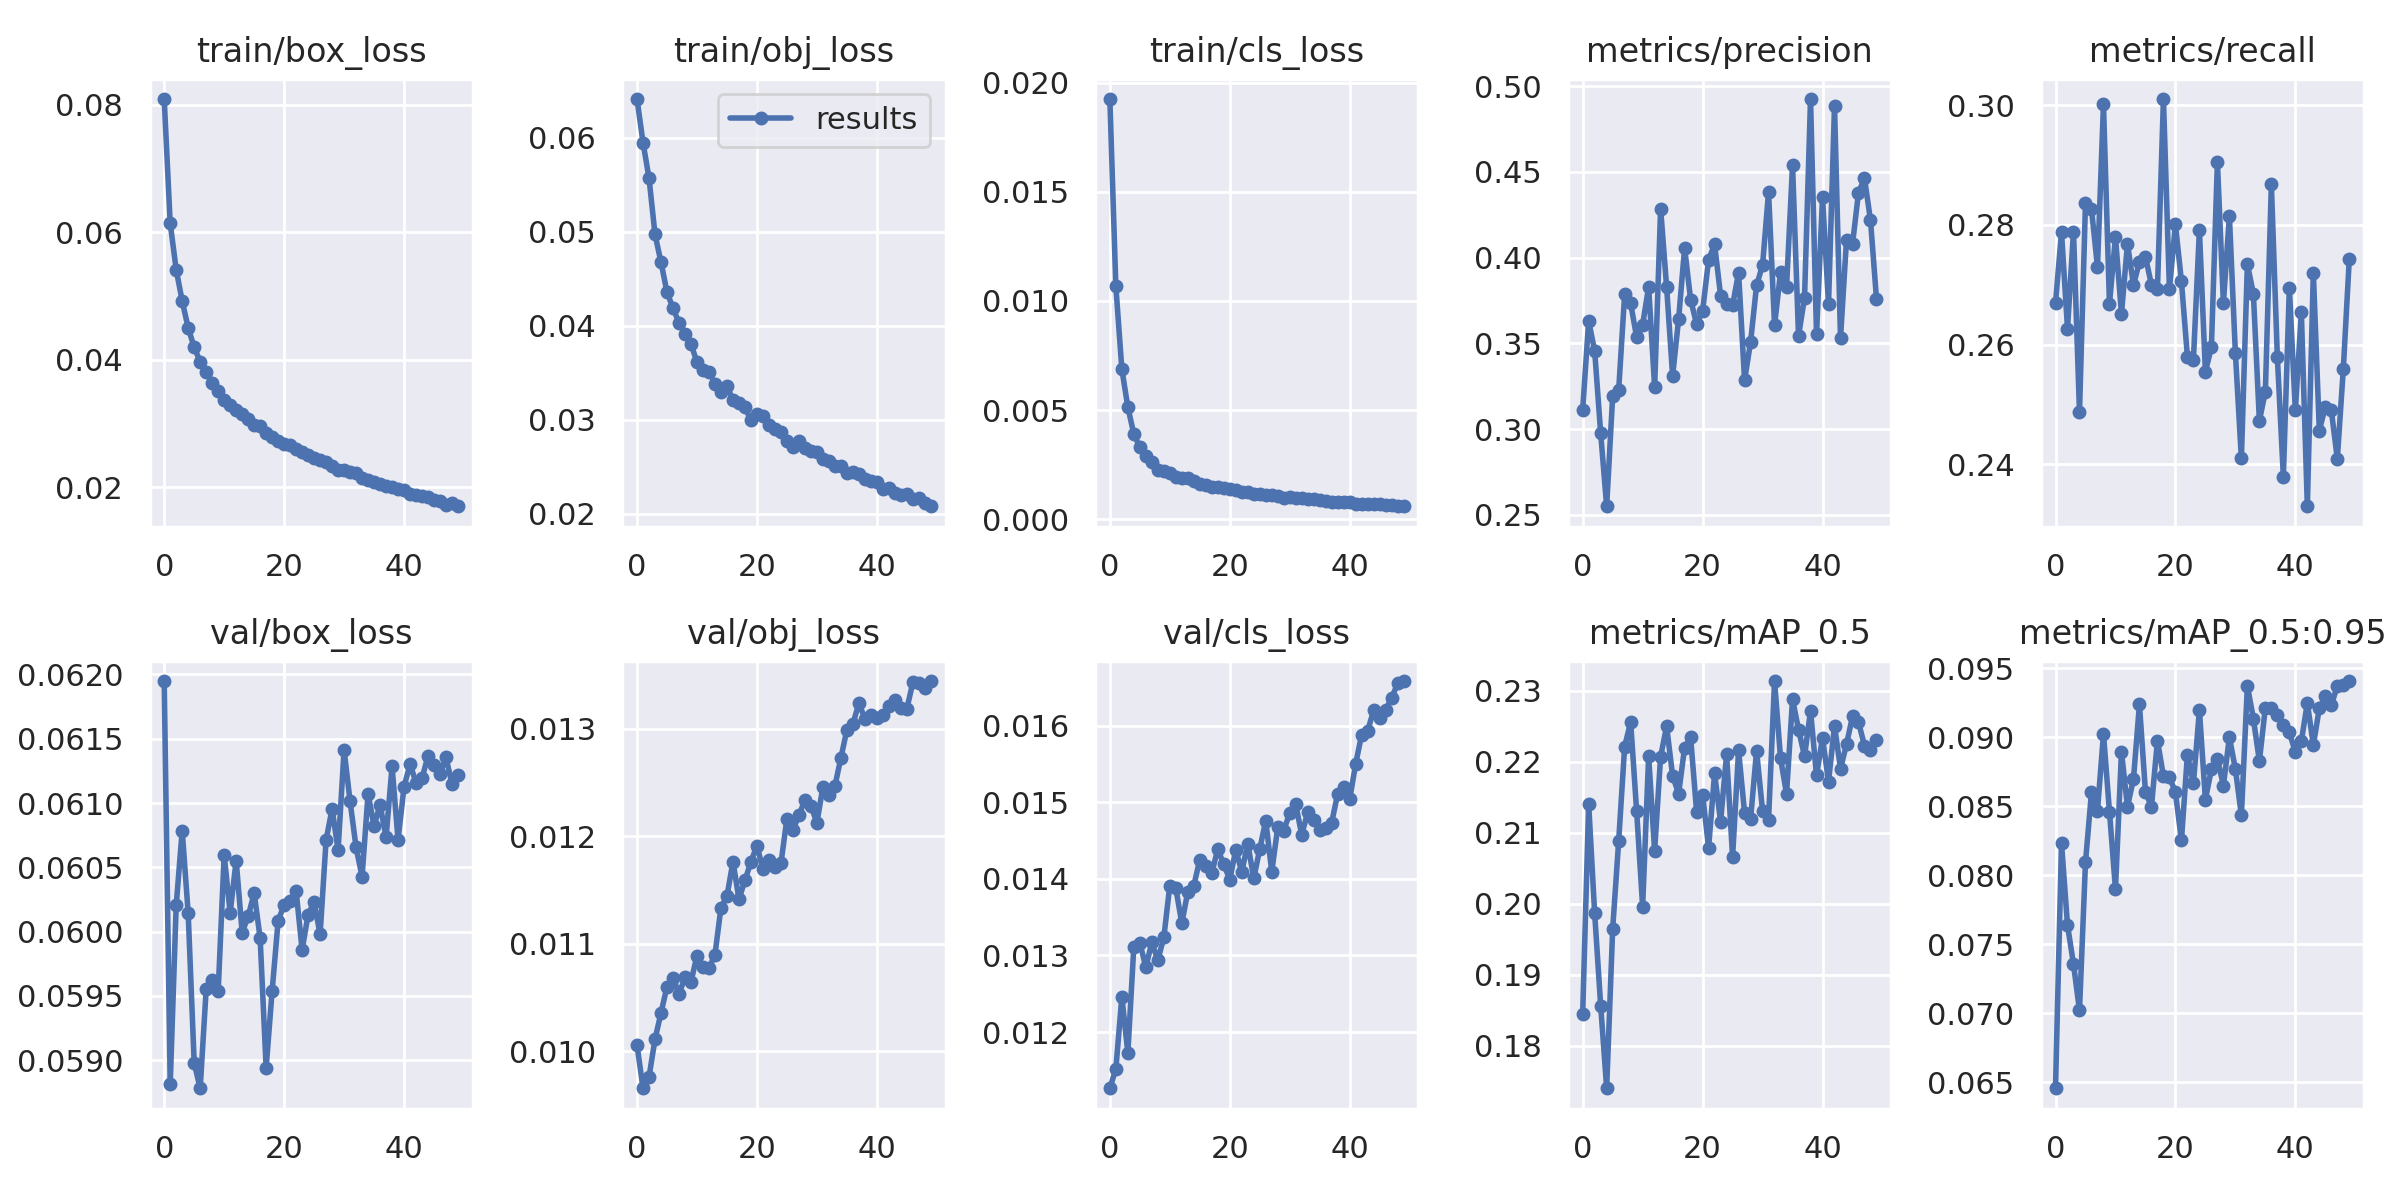 train/box_loss
0.08
0.06
0.04
0.02
0 20 40
train/obj_loss
results
0.06
0.05
0.04
0.03
0.02
0 20 40
train/cls_loss
0.020
0.015
0.010
0.005
0.000
0 20 40
metrics/precision
0.50
0.45
0.40
0.35
0.30
0.25
0 20 40
metrics/recall
0.30
0.28
0.26
0.24
0 20 40
val/box_loss
0.0620
0.0615
0.0610
0.0605
0.0600
0.0595
0.0590
0 20 40
val/obj_loss
0.013
0.012
0.011
0.010
0 20 40
val/cls_loss
0.016
0.015
0.014
0.013
0.012
0 20 40
metrics/mAP_0.5
0.23
0.22
0.21
0.20
0.19
0.18
0 20 40
metrics/mAP_0.5:0.95
0.095
0.090
0.085
0.080
0.075
0.070
0.065
0 20 40